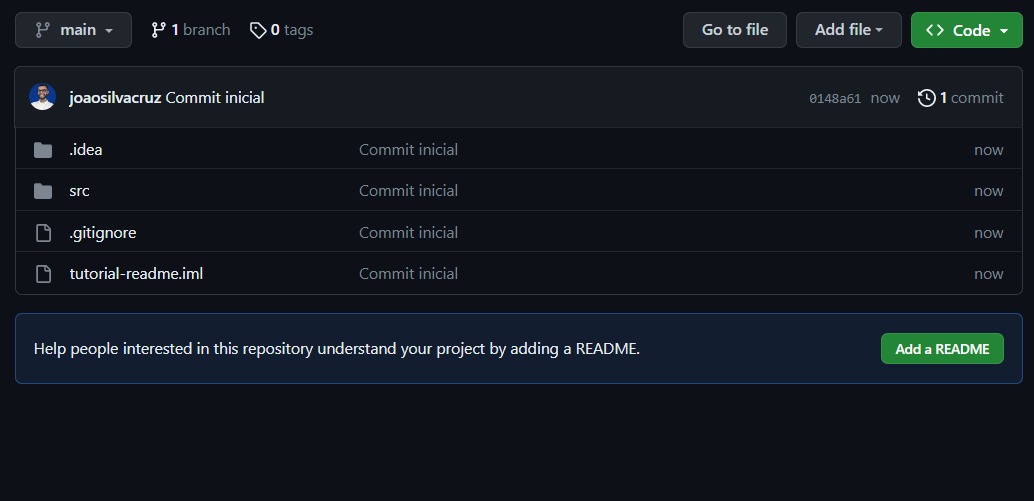 main 1 branch 0 tags Go to file Add file Code
joaosilvacruz Commit inicial 0148a61 now 1 commit
.idea Commit inicial now
src Commit inicial now
.gitignore Commit inicial now
tutorial-readme.iml Commit inicial now
Help people interested in this repository understand your project by adding a README. Add a README